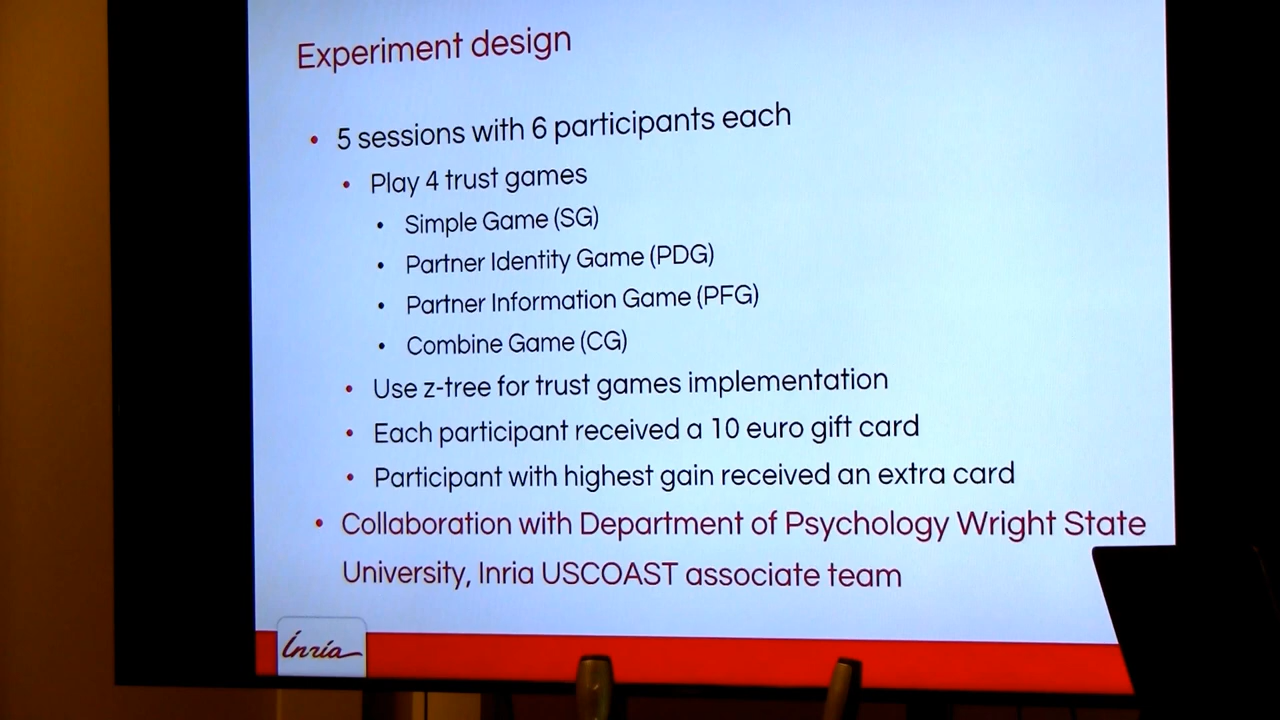 Experiment design
• 5 sessions with 6 participants each
• Play 4 trust games
• Simple Game (SG)
• Partner Identity Game (PDG)
• Partner Information Game (PFG)
• Combine Game (CG)
• Use z-tree for trust games implementation
• Each participant received a 10 euro gift card
• Participant with highest gain received an extra card
• Collaboration with Department of Psychology Wright State
University, Inria USCOAST associate team
Inria